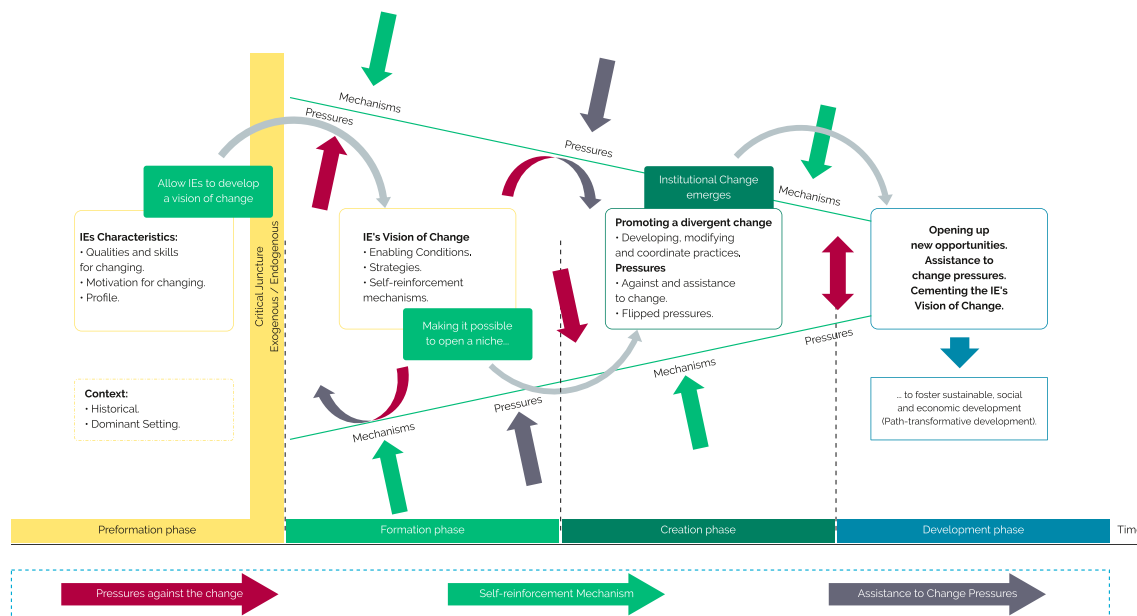 Mechanisms
Pressures
Pressures
Mechanisms
Allow IEs to develop
a vision of change
Institutional Change
emerges
Critical Juncture
Exogenous / Endogenous
IEs Characteristics:
• Qualities and skills
for changing.
• Motivation for changing.
• Profile.
IE's Vision of Change
• Enabling Conditions.
• Strategies.
• Self-reinforcement
mechanisms.
Making it possible
to open a niche...
Promoting a divergent change
• Developing, modifying
and coordinate practices.
Pressures
• Against and assistance
to change.
• Flipped pressures.
Opening up
new opportunities.
Assistance to
change pressures.
Cementing the IE's
Vision of Change.
Pressures
Mechanisms
Pressures
Mechanisms
Context:
• Historical.
• Dominant Setting.
... to foster sustainable, social
and economic development
(Path-transformative development).
Preformation phase
Formation phase
Creation phase
Development phase
Time
Pressures against the change
Self-reinforcement Mechanism
Assistance to Change Pressures